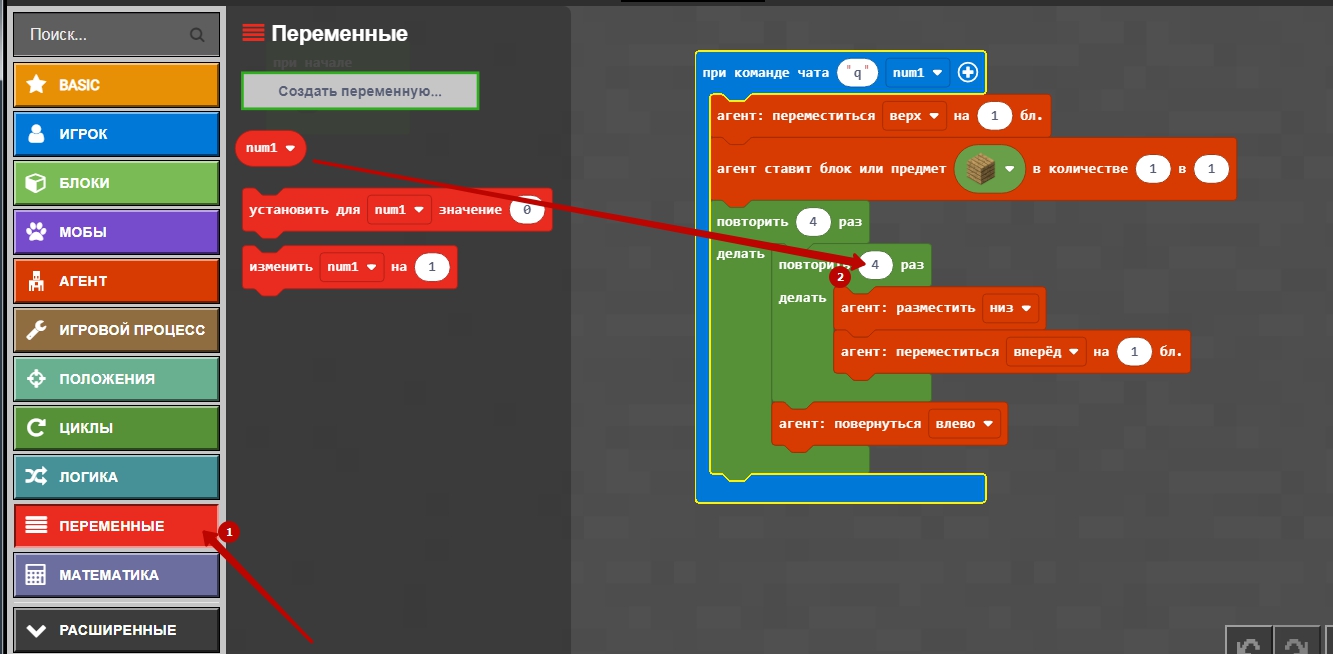 Поиск...
BASIC
ИГРОК
БЛОКИ
МОБЫ
АГЕНТ
ИГРОВОЙ ПРОЦЕСС
ПОЛОЖЕНИЯ
ЦИКЛЫ
ЛОГИКА
ПЕРЕМЕННЫЕ
МАТЕМАТИКА
РАСШИРЕННЫЕ
1
Переменные
при начале
Создать переменную...
num1
установить для num1 значение 0
изменить num1 на 1
при команде чата "q" num1
агент: переместиться верх на 1 бл.
агент ставит блок или предмет в количестве 1 в 1
повторить 4 раз
делать
повторить 4 раз
2
делать
агент: разместить низ
агент: переместиться вперёд на 1 бл.
агент: повернуться влево